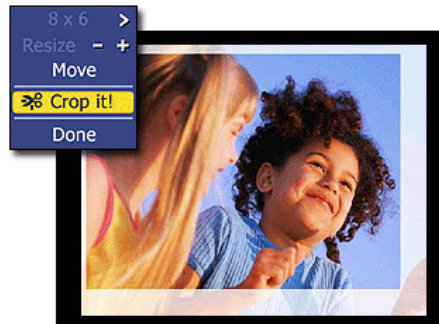 8 x 6 >
Resize - +
Move
Crop it!
Done